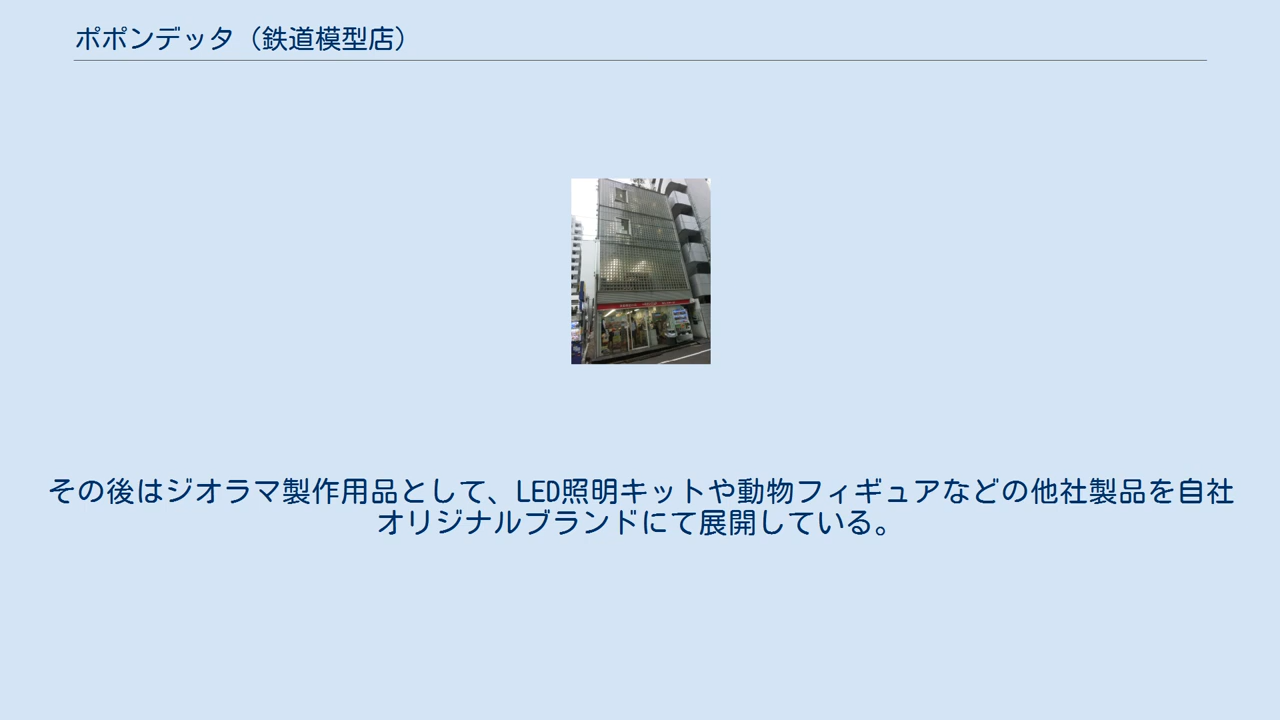 ポポンデッタ（鉄道模型店）
その後はジオラマ製作用品として、LED照明キットや動物フィギュアなどの他社製品を自社
オリジナルブランドにて展開している。